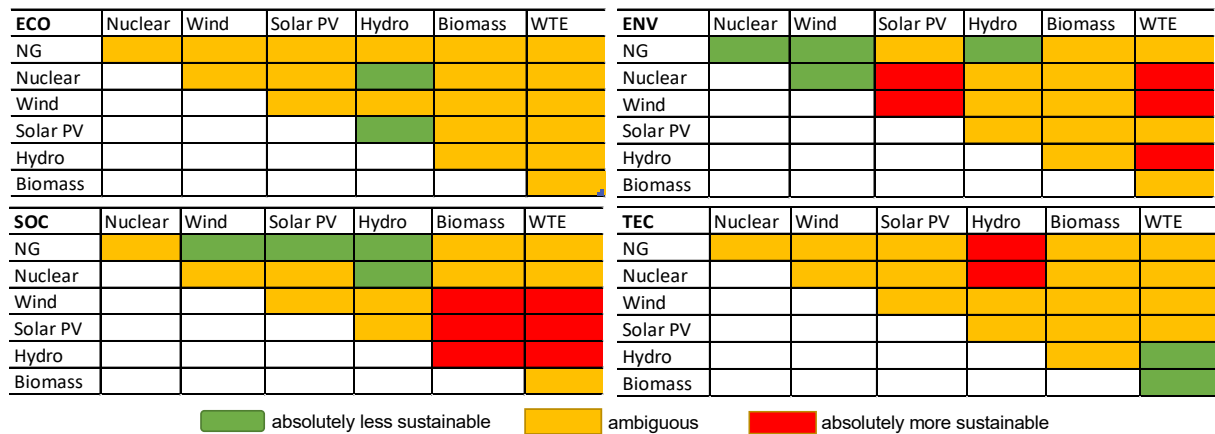 ECO Nuclear Wind Solar PV Hydro Biomass WTE
NG
Nuclear
Wind
Solar PV
Hydro
Biomass
ENV Nuclear Wind Solar PV Hydro Biomass WTE
NG
Nuclear
Wind
Solar PV
Hydro
Biomass
SOC Nuclear Wind Solar PV Hydro Biomass WTE
NG
Nuclear
Wind
Solar PV
Hydro
Biomass
TEC Nuclear Wind Solar PV Hydro Biomass WTE
NG
Nuclear
Wind
Solar PV
Hydro
Biomass
absolutely less sustainable ambiguous absolutely more sustainable